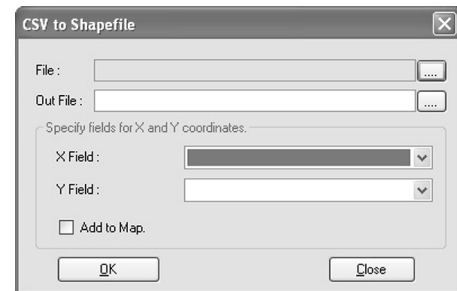 CSV to Shapefile
File :
....
Out File :
....
Specify fields for X and Y coordinates.
X Field :
Y Field :
Add to Map.
OK
Close